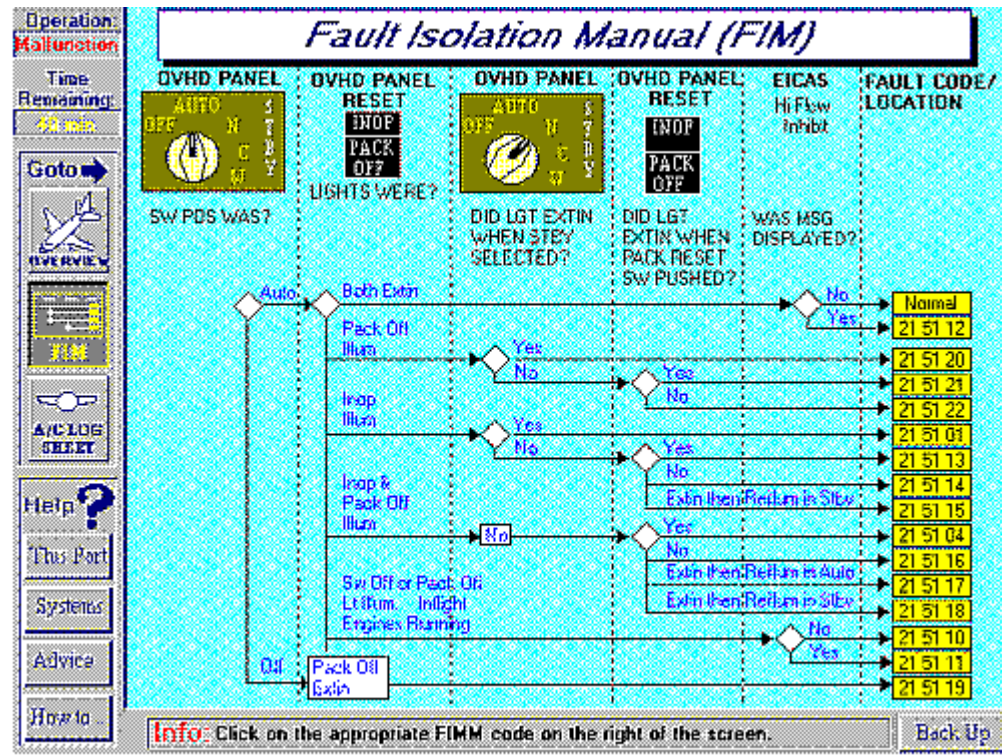 Operation:
Malfunction
Time
Remaining:
48 min
Goto
OVERVIEW
FIM
A/C LOG
SHEET
Help?
This Part
Systems
Advice
How to ..
Fault Isolation Manual (FIM)
OVHD PANEL
AUTO
OFF
N
C
W
STBY
SW POS WAS?
OVHD PANEL
RESET
INOP
PACK
OFF
LIGHTS WERE?
OVHD PANEL
AUTO
OFF
N
C
W
STBY
DID LGT EXTIN
WHEN STBY
SELECTED?
OVHD PANEL
RESET
INOP
PACK
OFF
DID LGT
EXTIN WHEN
PACK RESET
SW PUSHED?
EICAS
Hi Flow
Inhibit
WAS MSG
DISPLAYED?
FAULT CODE/
LOCATION
Auto
Both Extin
No
Normal
Yes
21 51 12
Pack Off
Illum
Yes
21 51 20
No
Yes
21 51 21
No
21 51 22
Inop
Illum
Yes
21 51 01
No
Yes
21 51 13
No
21 51 14
Extin then Reillum in Stby
21 51 15
Inop &
Pack Off
Illum
No
Yes
21 51 04
No
21 51 16
Extin then Reillum in Auto
21 51 17
Extin then Reillum in Stby
21 51 18
Sw Off or Pack Off
Lt Illum. Inflight
Engines Running
No
21 51 10
Yes
21 51 11
Off
Pack Off
Extin
21 51 19
Info: Click on the appropriate FIMM code on the right of the screen.
Back Up